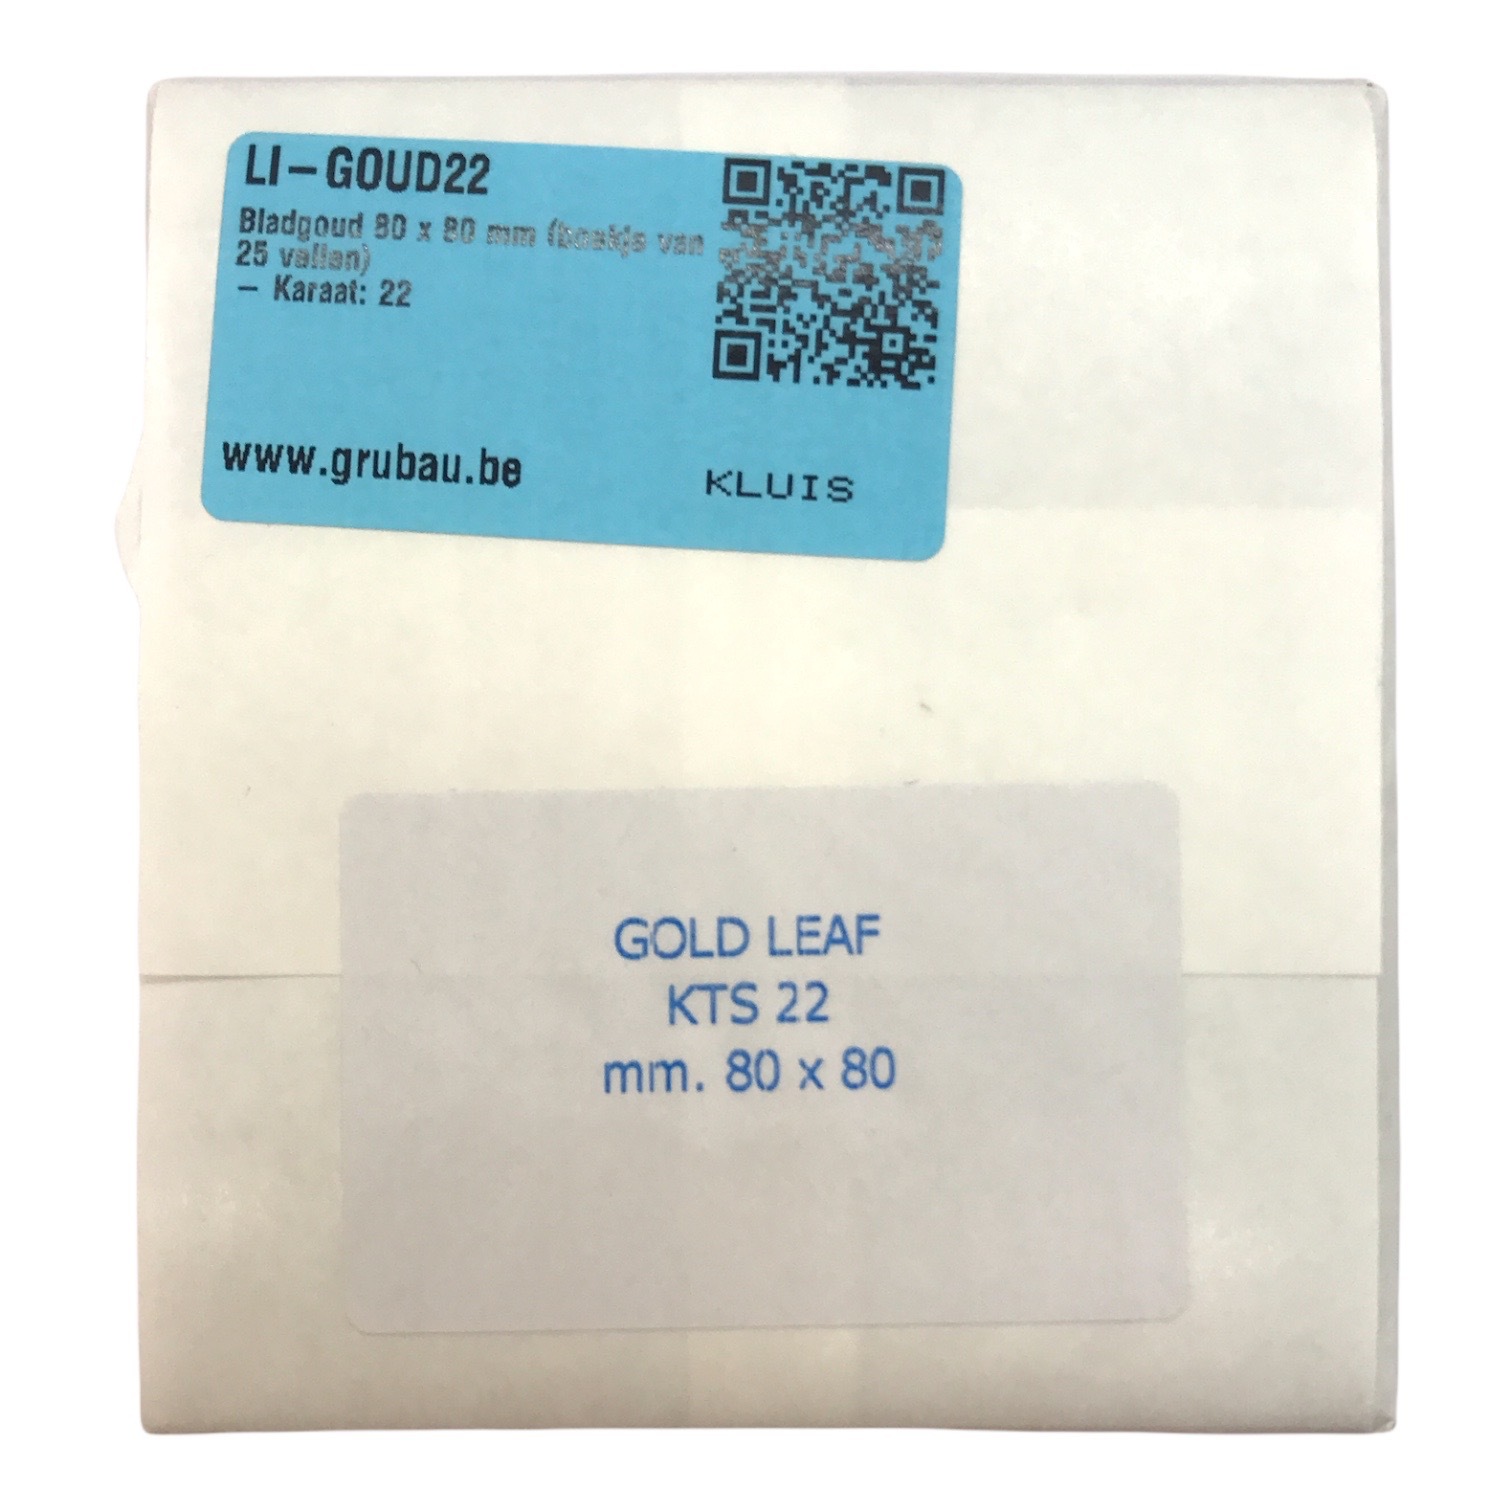 LI-GOUD22
Bladgoud 80 x 80 mm (boekje van
25 vellen)
- Karaat: 22
www.grubau.be
KLUIS
GOLD LEAF
KTS 22
mm. 80 x 80